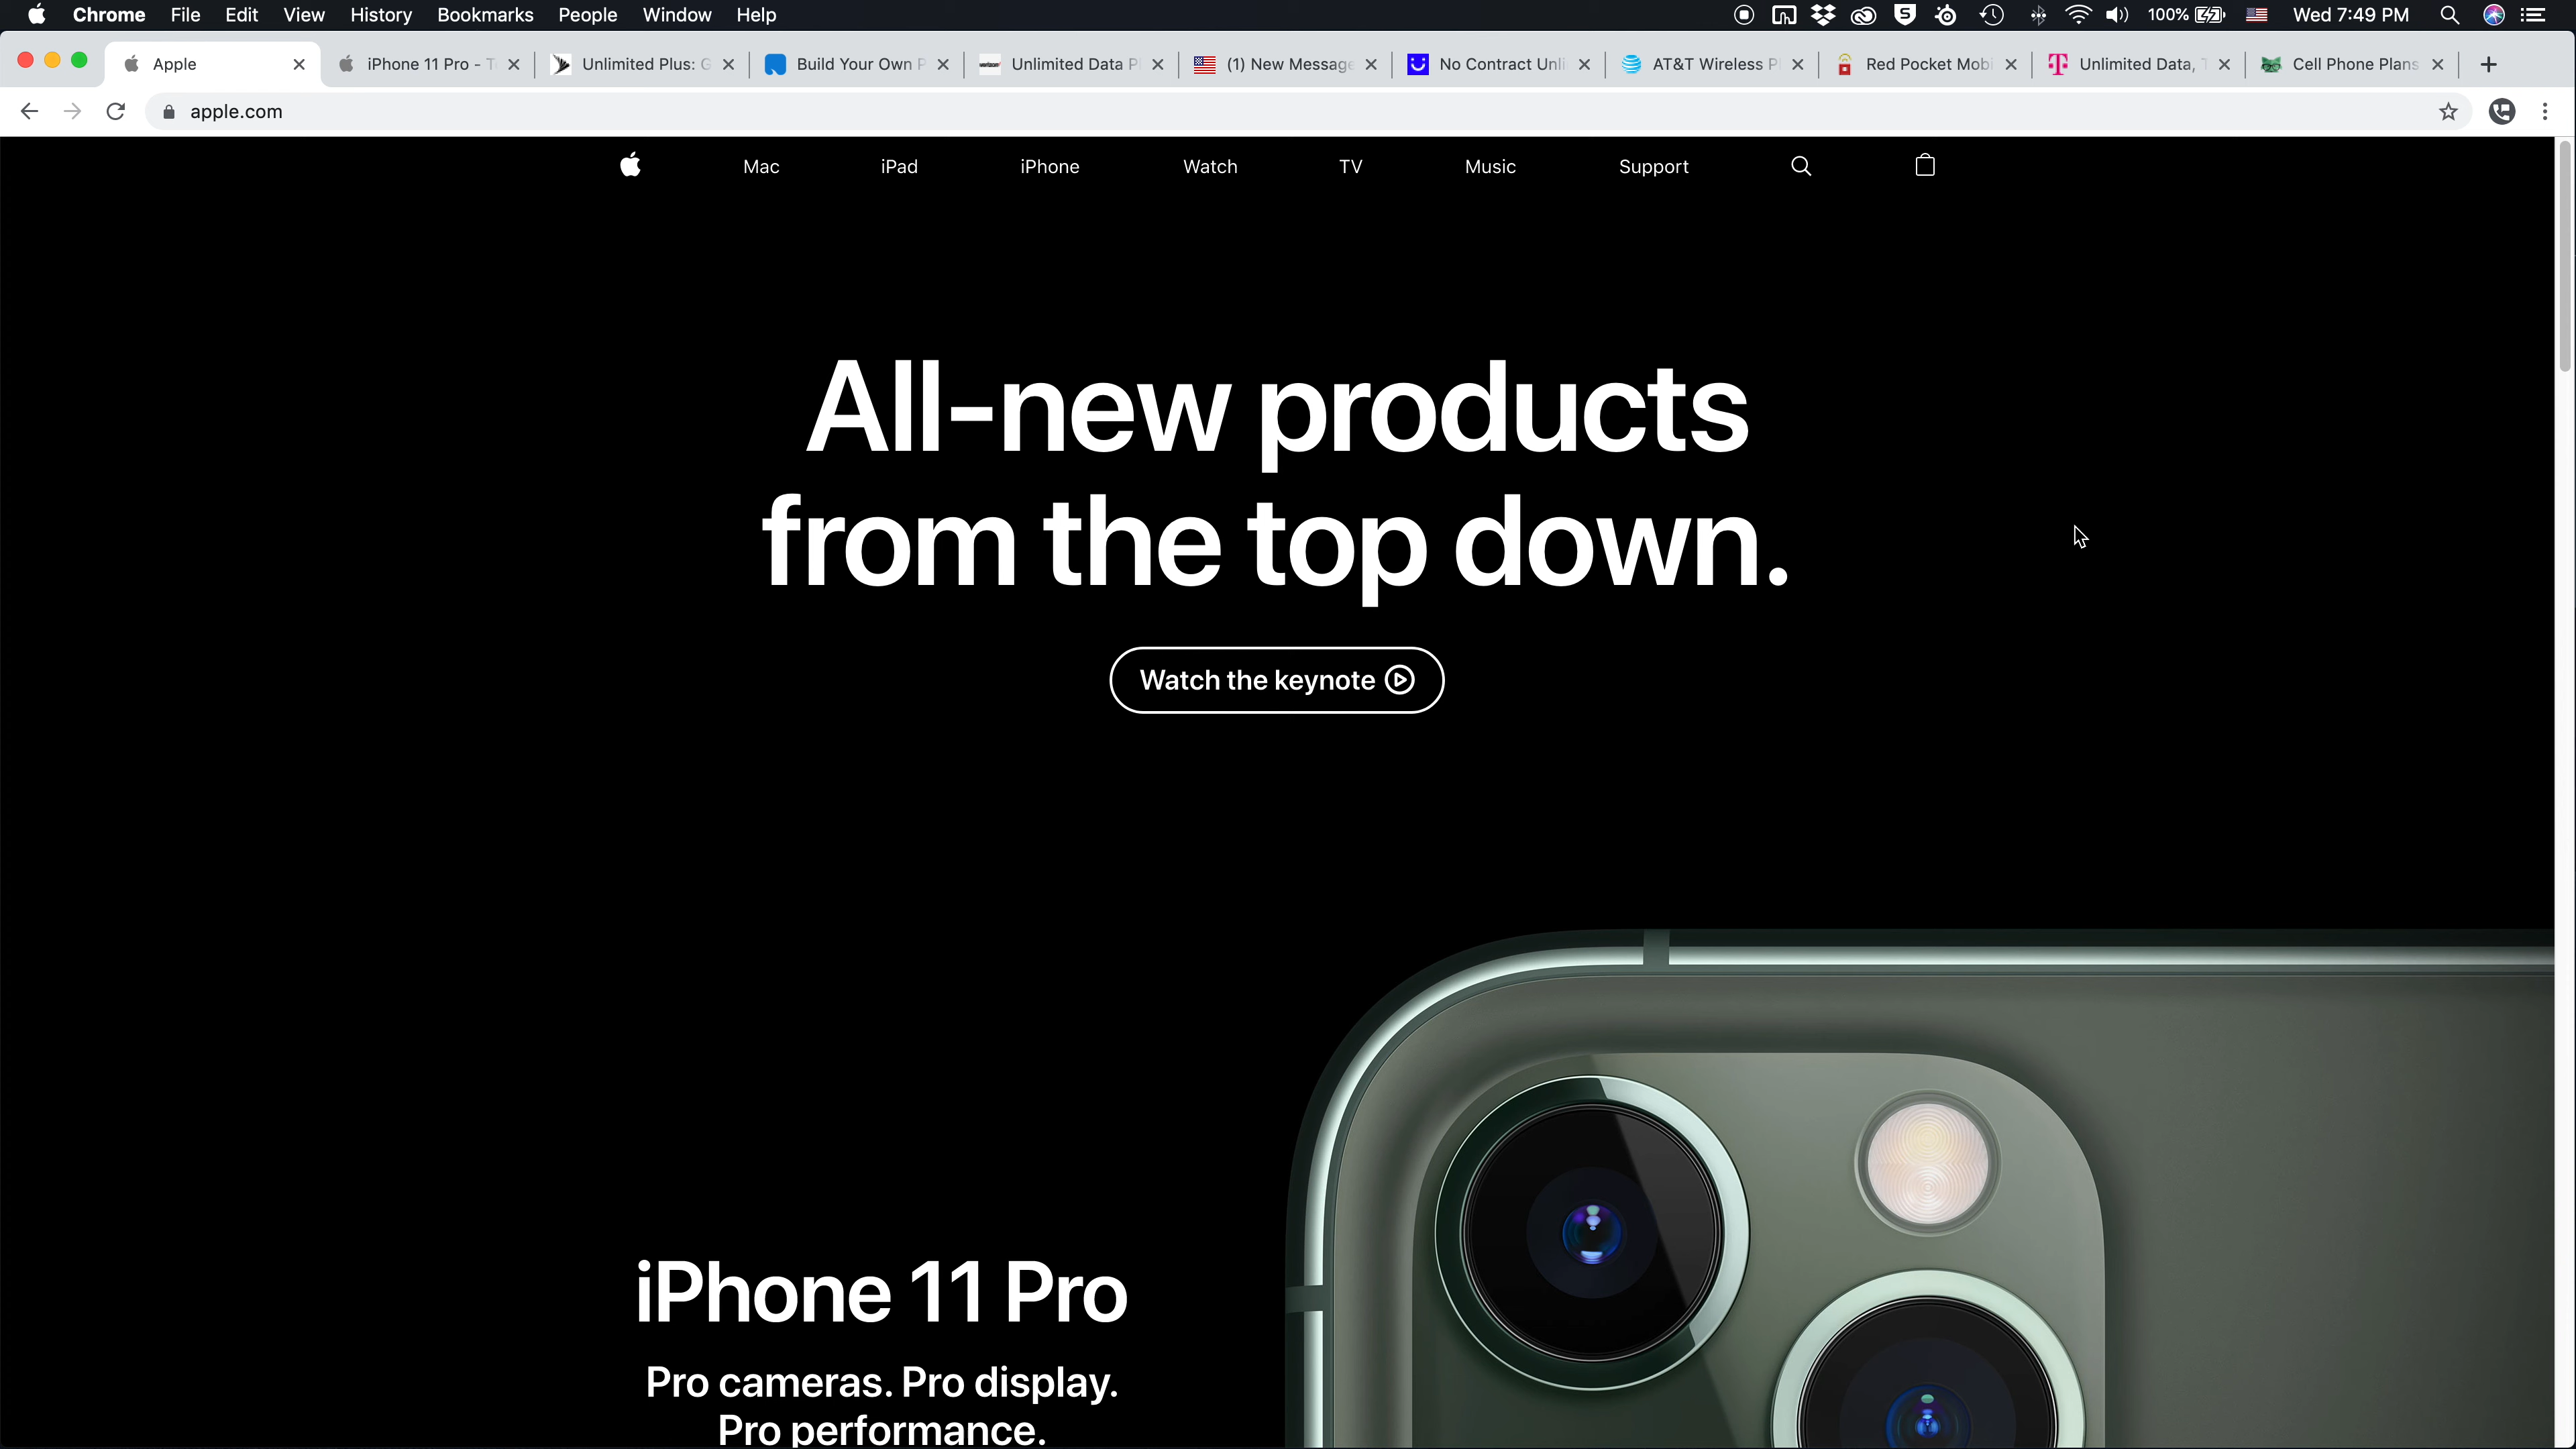 Chrome File Edit View History Bookmarks People Window Help 100% Wed 7:49 PM
Apple iPhone 11 Pro - T Unlimited Plus: G Build Your Own P verizon Unlimited Data P (1) New Message No Contract Unli AT&T Wireless P Red Pocket Mobi Unlimited Data, Cell Phone Plans
apple.com
Mac iPad iPhone Watch TV Music Support
All-new products
from the top down.
Watch the keynote
iPhone 11 Pro
Pro cameras. Pro display.
Pro performance.